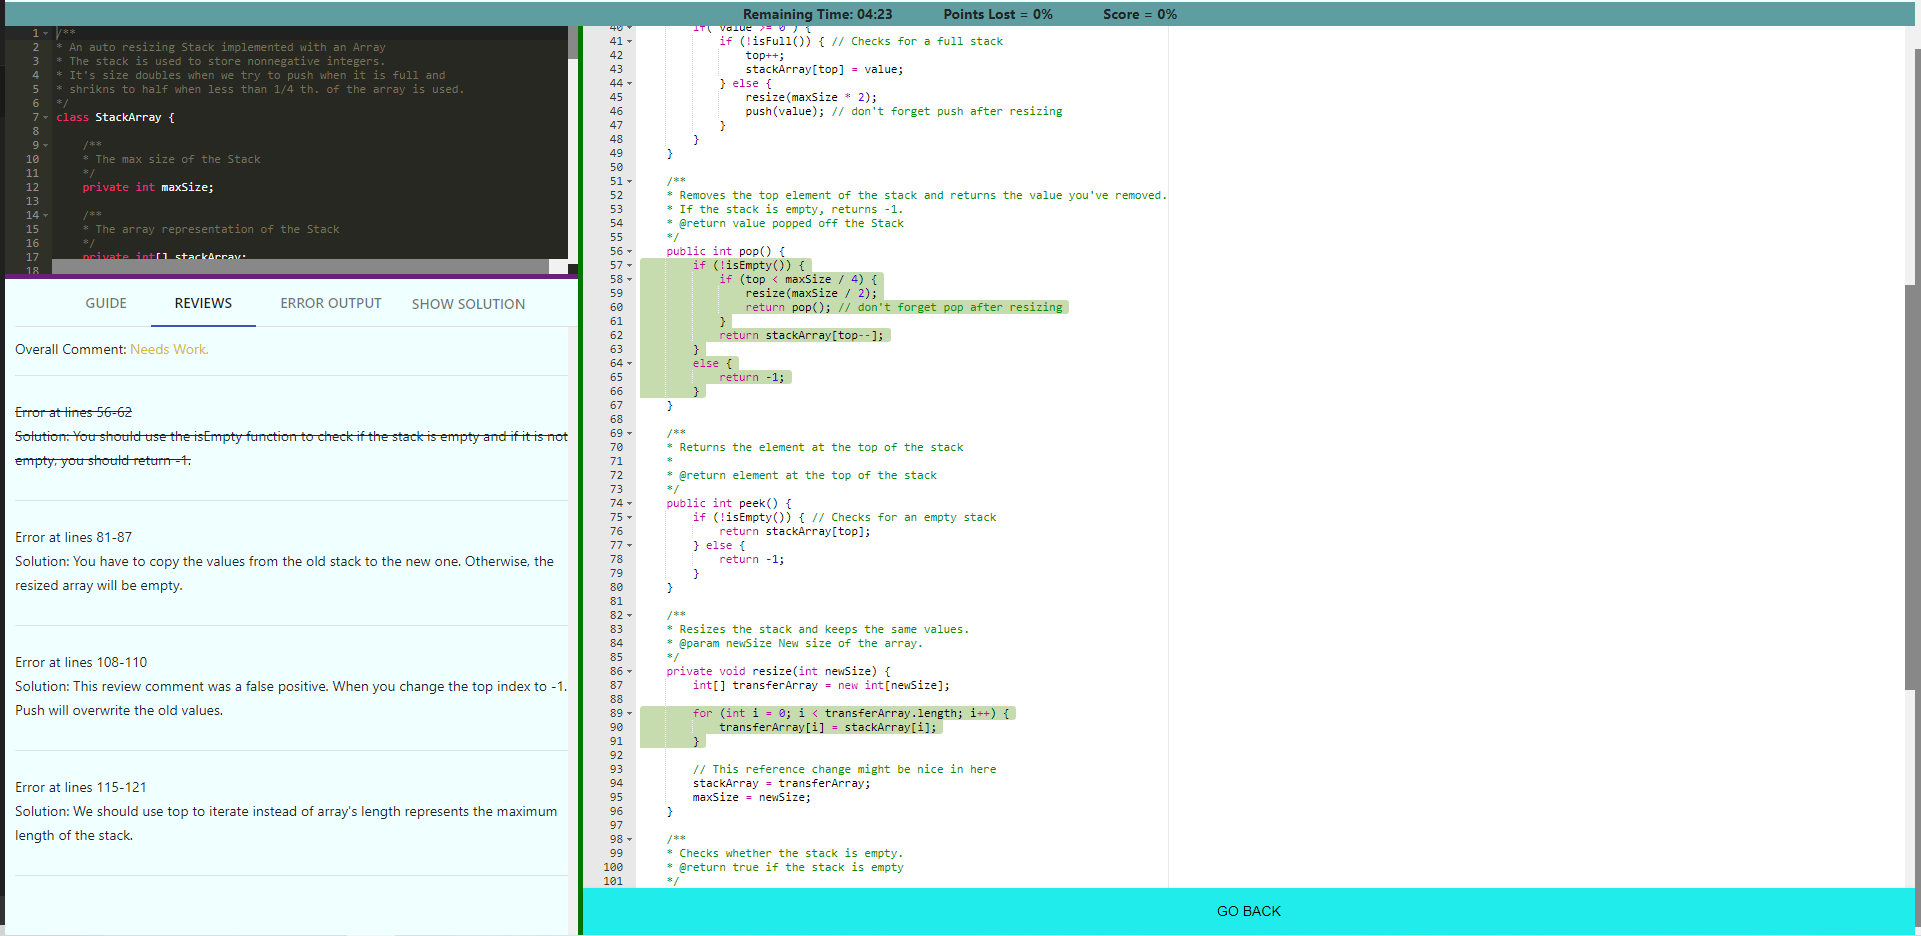 Remaining Time: 04:23 Points Lost = 0% Score = 0%
1 /**
2 * An auto resizing Stack implemented with an Array
3 * The stack is used to store nonnegative integers.
4 * It's size doubles when we try to push when it is full and
5 * shrikns to half when less than 1/4 th. of the array is used.
6 */
7 class StackArray {
8
9 /**
10 * The max size of the Stack
11 */
12 private int maxSize;
13
14 /**
15 * The array representation of the Stack
16 */
17 private int[] stackArray;
18
GUIDE REVIEWS ERROR OUTPUT SHOW SOLUTION
Overall Comment: Needs Work.
Error at lines 56-62
Solution: You should use the isEmpty function to check if the stack is empty and if it is not
empty, you should return -1.
Error at lines 81-87
Solution: You have to copy the values from the old stack to the new one. Otherwise, the
resized array will be empty.
Error at lines 108-110
Solution: This review comment was a false positive. When you change the top index to -1.
Push will overwrite the old values.
Error at lines 115-121
Solution: We should use top to iterate instead of array's length represents the maximum
length of the stack.
40 if( value >= 0 ) {
41 if (!isFull()) { // Checks for a full stack
42 top++;
43 stackArray[top] = value;
44 } else {
45 resize(maxSize * 2);
46 push(value); // don't forget push after resizing
47 }
48 }
49 }
50
51 /**
52 * Removes the top element of the stack and returns the value you've removed.
53 * If the stack is empty, returns -1.
54 * @return value popped off the Stack
55 */
56 public int pop() {
57 if (!isEmpty()) {
58 if (top < maxSize / 4) {
59 resize(maxSize / 2);
60 return pop(); // don't forget pop after resizing
61 }
62 return stackArray[top--];
63 }
64 else {
65 return -1;
66 }
67 }
68
69 /**
70 * Returns the element at the top of the stack
71 *
72 * @return element at the top of the stack
73 */
74 public int peek() {
75 if (!isEmpty()) { // Checks for an empty stack
76 return stackArray[top];
77 } else {
78 return -1;
79 }
80 }
81
82 /**
83 * Resizes the stack and keeps the same values.
84 * @param newSize New size of the array.
85 */
86 private void resize(int newSize) {
87 int[] transferArray = new int[newSize];
88
89 for (int i = 0; i < transferArray.length; i++) {
90 transferArray[i] = stackArray[i];
91 }
92
93 // This reference change might be nice in here
94 stackArray = transferArray;
95 maxSize = newSize;
96 }
97
98 /**
99 * Checks whether the stack is empty.
100 * @return true if the stack is empty
101 */
GO BACK